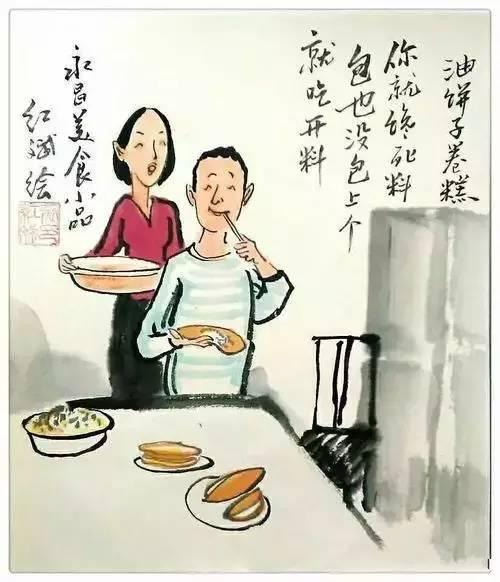 油饼子卷糕
你就馋死料
包也没包上个
就吃开料
永昌美食小品
红斌绘